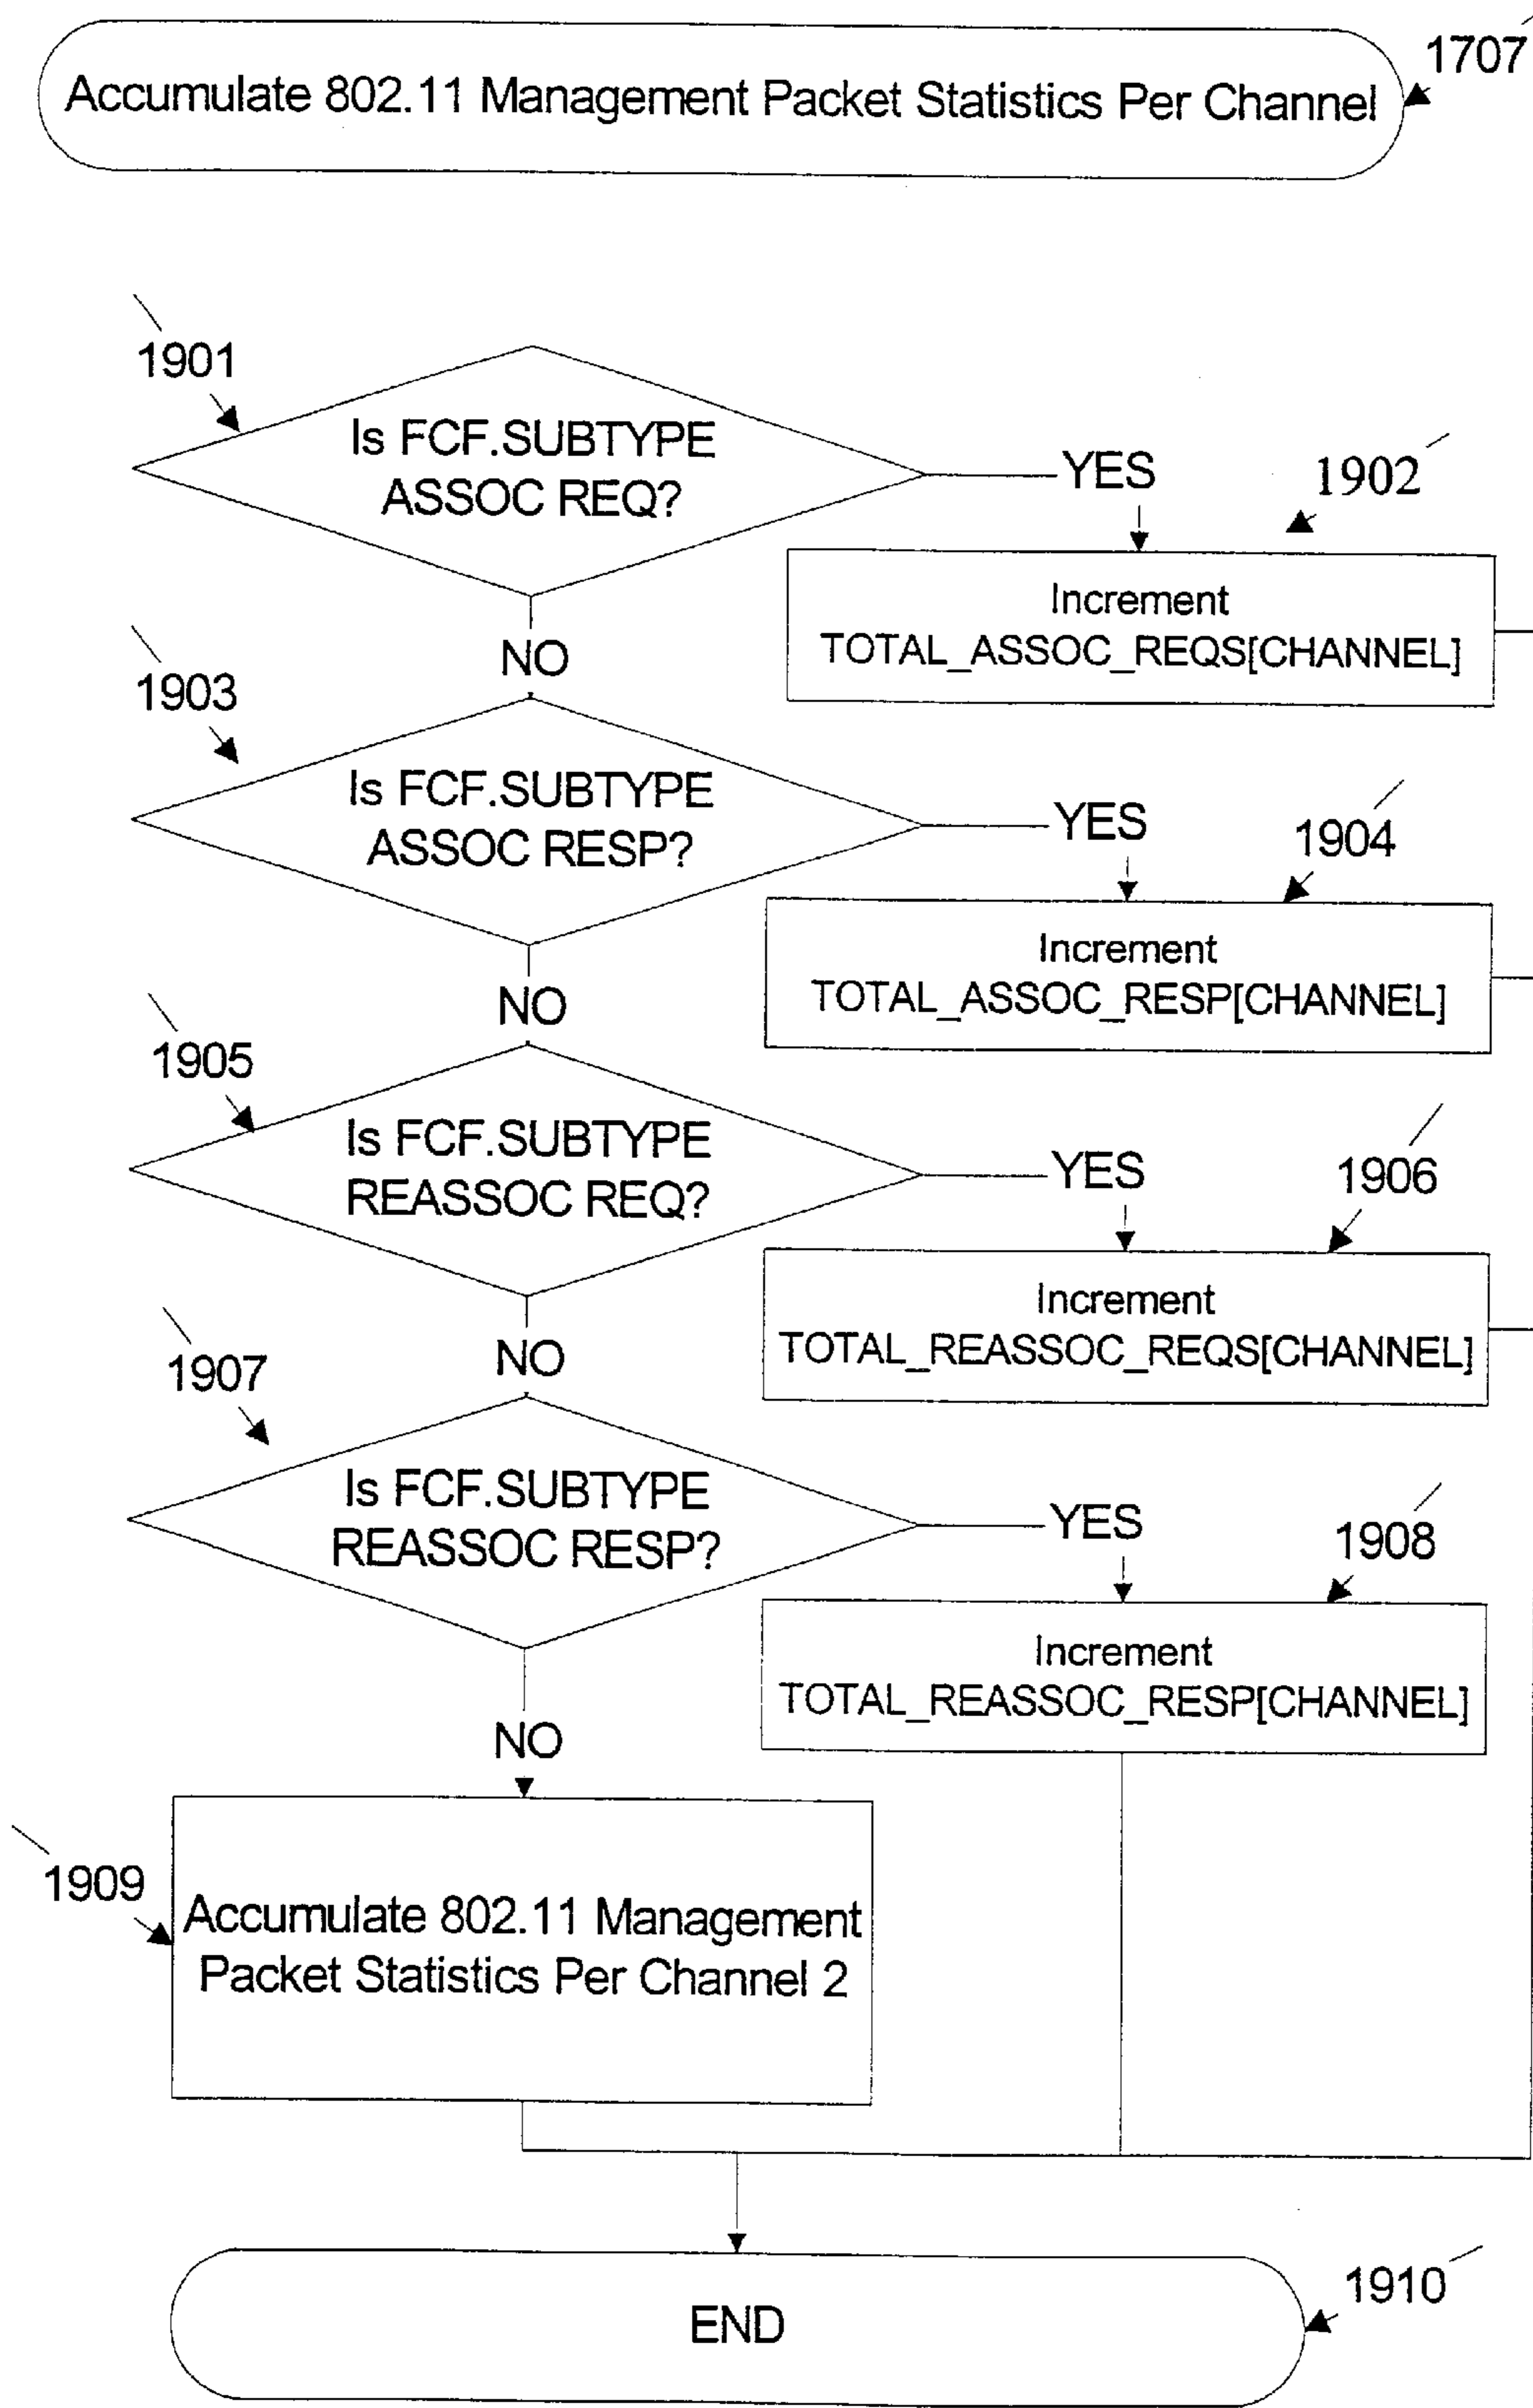 1707
Accumulate 802.11 Management Packet Statistics Per Channel
1901
Is FCF.SUBTYPE
ASSOC REQ?
YES
1902
Increment
TOTAL_ASSOC_REQS[CHANNEL]
NO
1903
Is FCF.SUBTYPE
ASSOC RESP?
YES
1904
Increment
TOTAL_ASSOC_RESP[CHANNEL]
NO
1905
Is FCF.SUBTYPE
REASSOC REQ?
YES
1906
Increment
TOTAL_REASSOC_REQS[CHANNEL]
NO
1907
Is FCF.SUBTYPE
REASSOC RESP?
YES
1908
Increment
TOTAL_REASSOC_RESP[CHANNEL]
NO
1909
Accumulate 802.11 Management
Packet Statistics Per Channel 2
1910
END